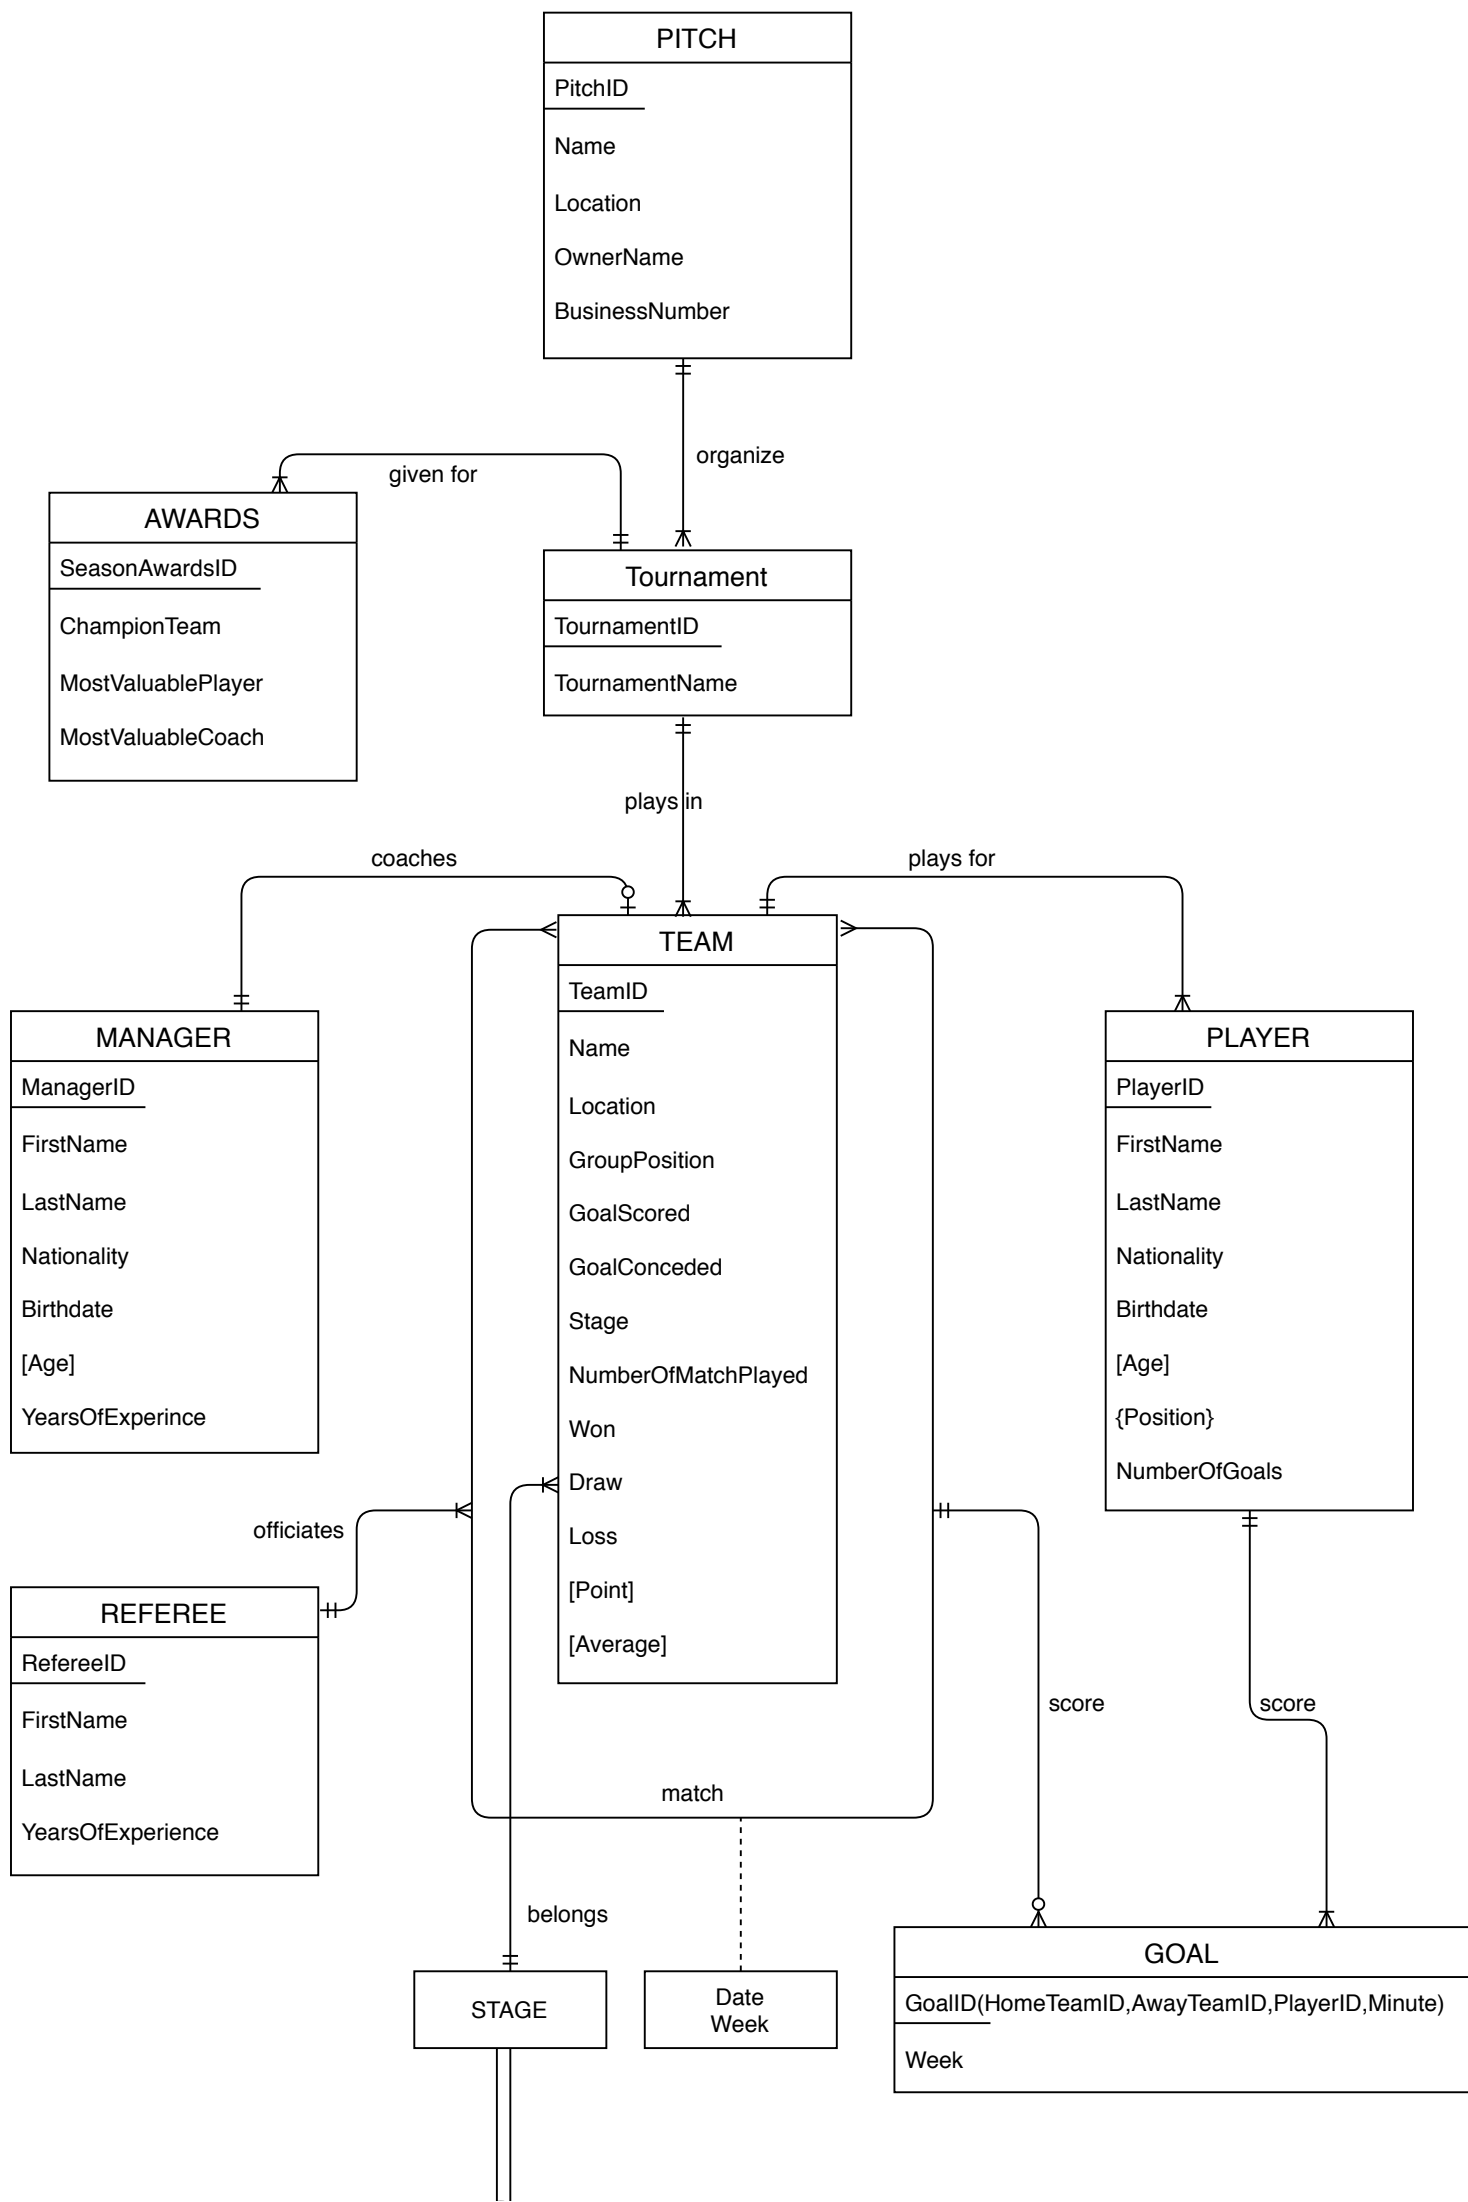 PITCH
PitchID
Name
Location
OwnerName
BusinessNumber
organize
given for
AWARDS
SeasonAwardsID
ChampionTeam
MostValuablePlayer
MostValuableCoach
Tournament
TournamentID
TournamentName
plays in
coaches
plays for
MANAGER
ManagerID
FirstName
LastName
Nationality
Birthdate
[Age]
YearsOfExperince
TEAM
TeamID
Name
Location
GroupPosition
GoalScored
GoalConceded
Stage
NumberOfMatchPlayed
Won
Draw
Loss
[Point]
[Average]
PLAYER
PlayerID
FirstName
LastName
Nationality
Birthdate
[Age]
{Position}
NumberOfGoals
officiates
REFEREE
RefereeID
FirstName
LastName
YearsOfExperience
score
score
match
belongs
STAGE
Date
Week
GOAL
GoalID(HomeTeamID,AwayTeamID,PlayerID,Minute)
Week